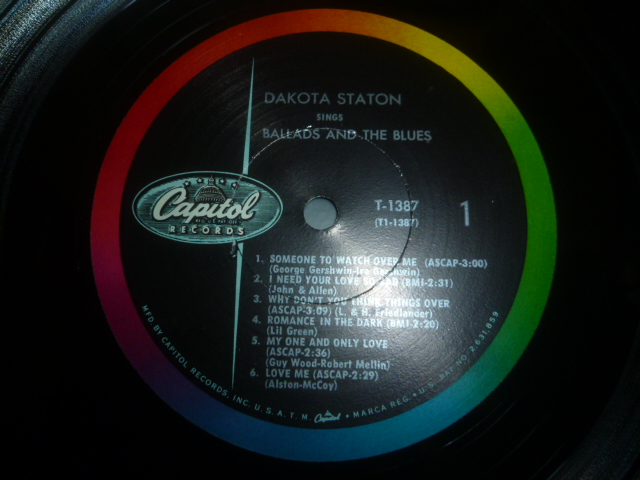 DAKOTA STATON
SINGS
BALLADS AND THE BLUES
Capitol
RECORDS
T-1387
(T1-1387)
1
1. SOMEONE TO WATCH OVER ME (ASCAP-3:00)
(George Gershwin-Ira Gershwin)
2. I NEED YOUR LOVE SO BAD (BMI-2:31)
(John & Allen)
3. WHY DON'T YOU THINK THINGS OVER
(ASCAP-3:09) (L. & H. Friedlander)
4. ROMANCE IN THE DARK (BMI-2:20)
(Lil Green)
5. MY ONE AND ONLY LOVE
(ASCAP-2:36)
(Guy Wood-Robert Mellin)
6. LOVE ME (ASCAP-2:29)
(Alston-McCoy)
MFD. BY CAPITOL RECORDS, INC. U.S.A. T.M. Capitol • MARCA REG. • U.S. PAT. NO. 2,631,859